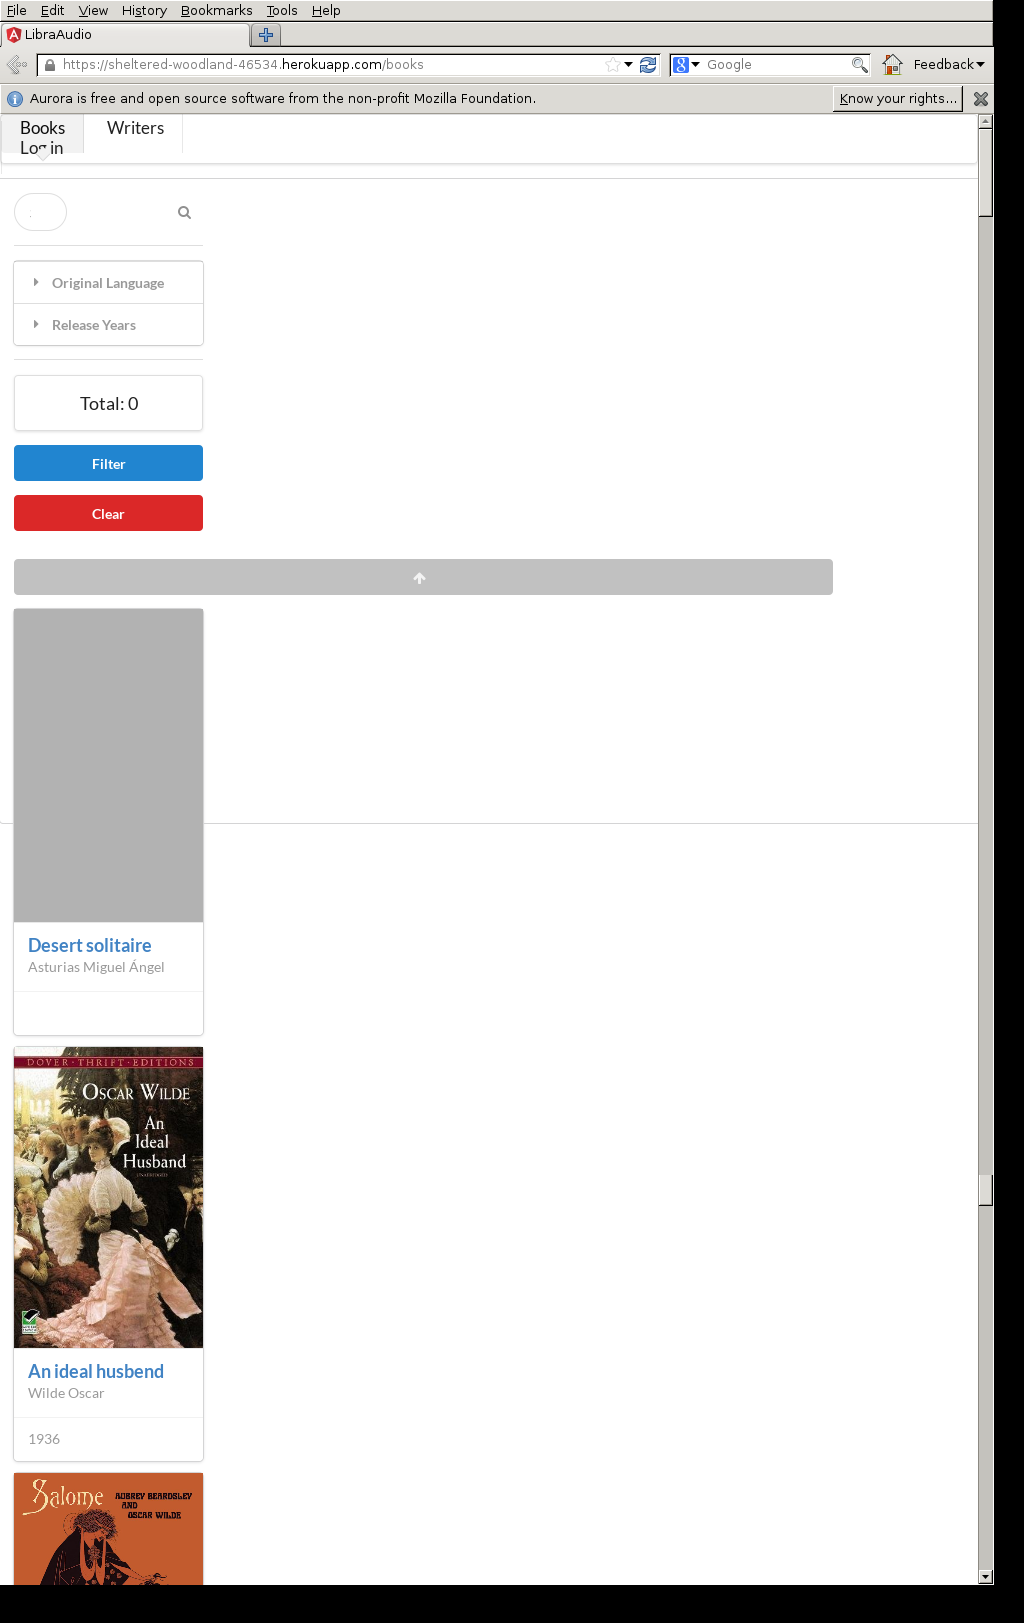 File Edit View History Bookmarks Tools Help
LibraAudio
https://sheltered-woodland-46534.herokuapp.com/books
Google
Feedback
Aurora is free and open source software from the non-profit Mozilla Foundation.
Know your rights...
Books
Writers
Log in
Original Language
Release Years
Total: 0
Filter
Clear
Desert solitaire
Asturias Miguel Ángel
DOVER · THRIFT · EDITIONS
OSCAR WILDE
An
Ideal
Husband
UNABRIDGED
An ideal husbend
Wilde Oscar
1936
Salome
AUBREY BEARDSLEY
AND
OSCAR WILDE